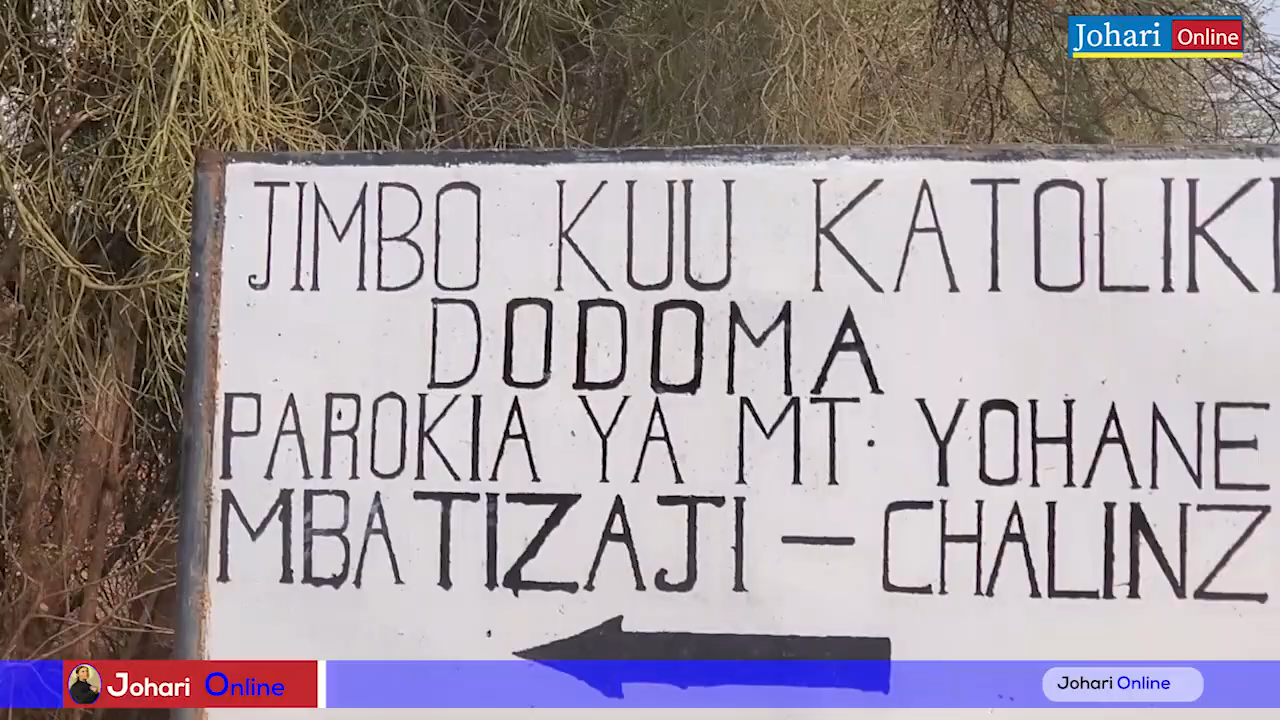 Johari Online
JIMBO KUU KATOLIKI
DODOMA
PAROKIA YA MT. YOHANE
MBATIZAJI – CHALINZ
Johari Online
Johari Online